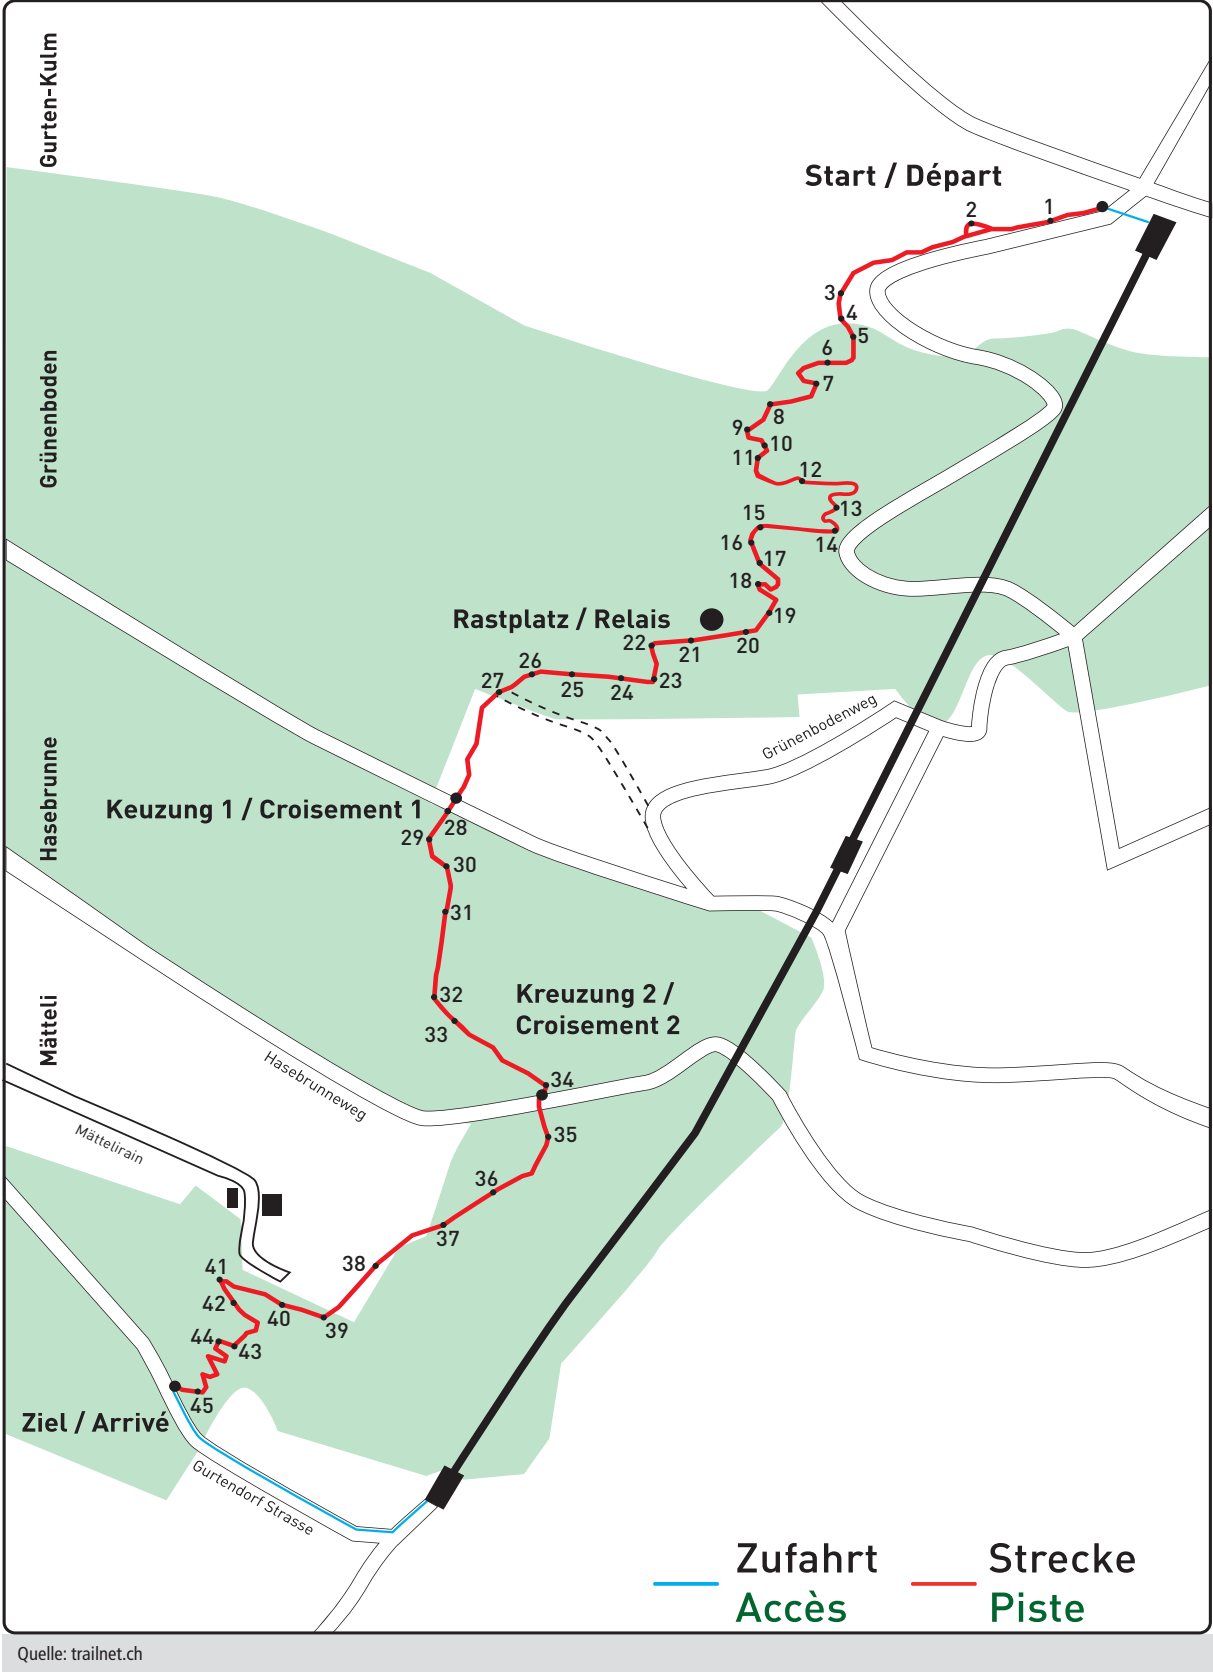 Gurten-Kulm
Start / Départ
1
2
3
4
5
6
7
8
9
10
11
12
13
14
15
16
17
18
19
20
21
22
23
24
25
26
27
Grünenboden
Rastplatz / Relais
Grünenbodenweg
Hasebrunne
Keuzung 1 / Croisement 1
28
29
30
31
32
33
Kreuzung 2 /
Croisement 2
34
35
36
37
38
39
40
41
42
43
44
45
Mätteli
Hasebrunneweg
Mättelirain
Ziel / Arrivé
Gurtendorf Strasse
Zufahrt
Accès
Strecke
Piste
Quelle: trailnet.ch